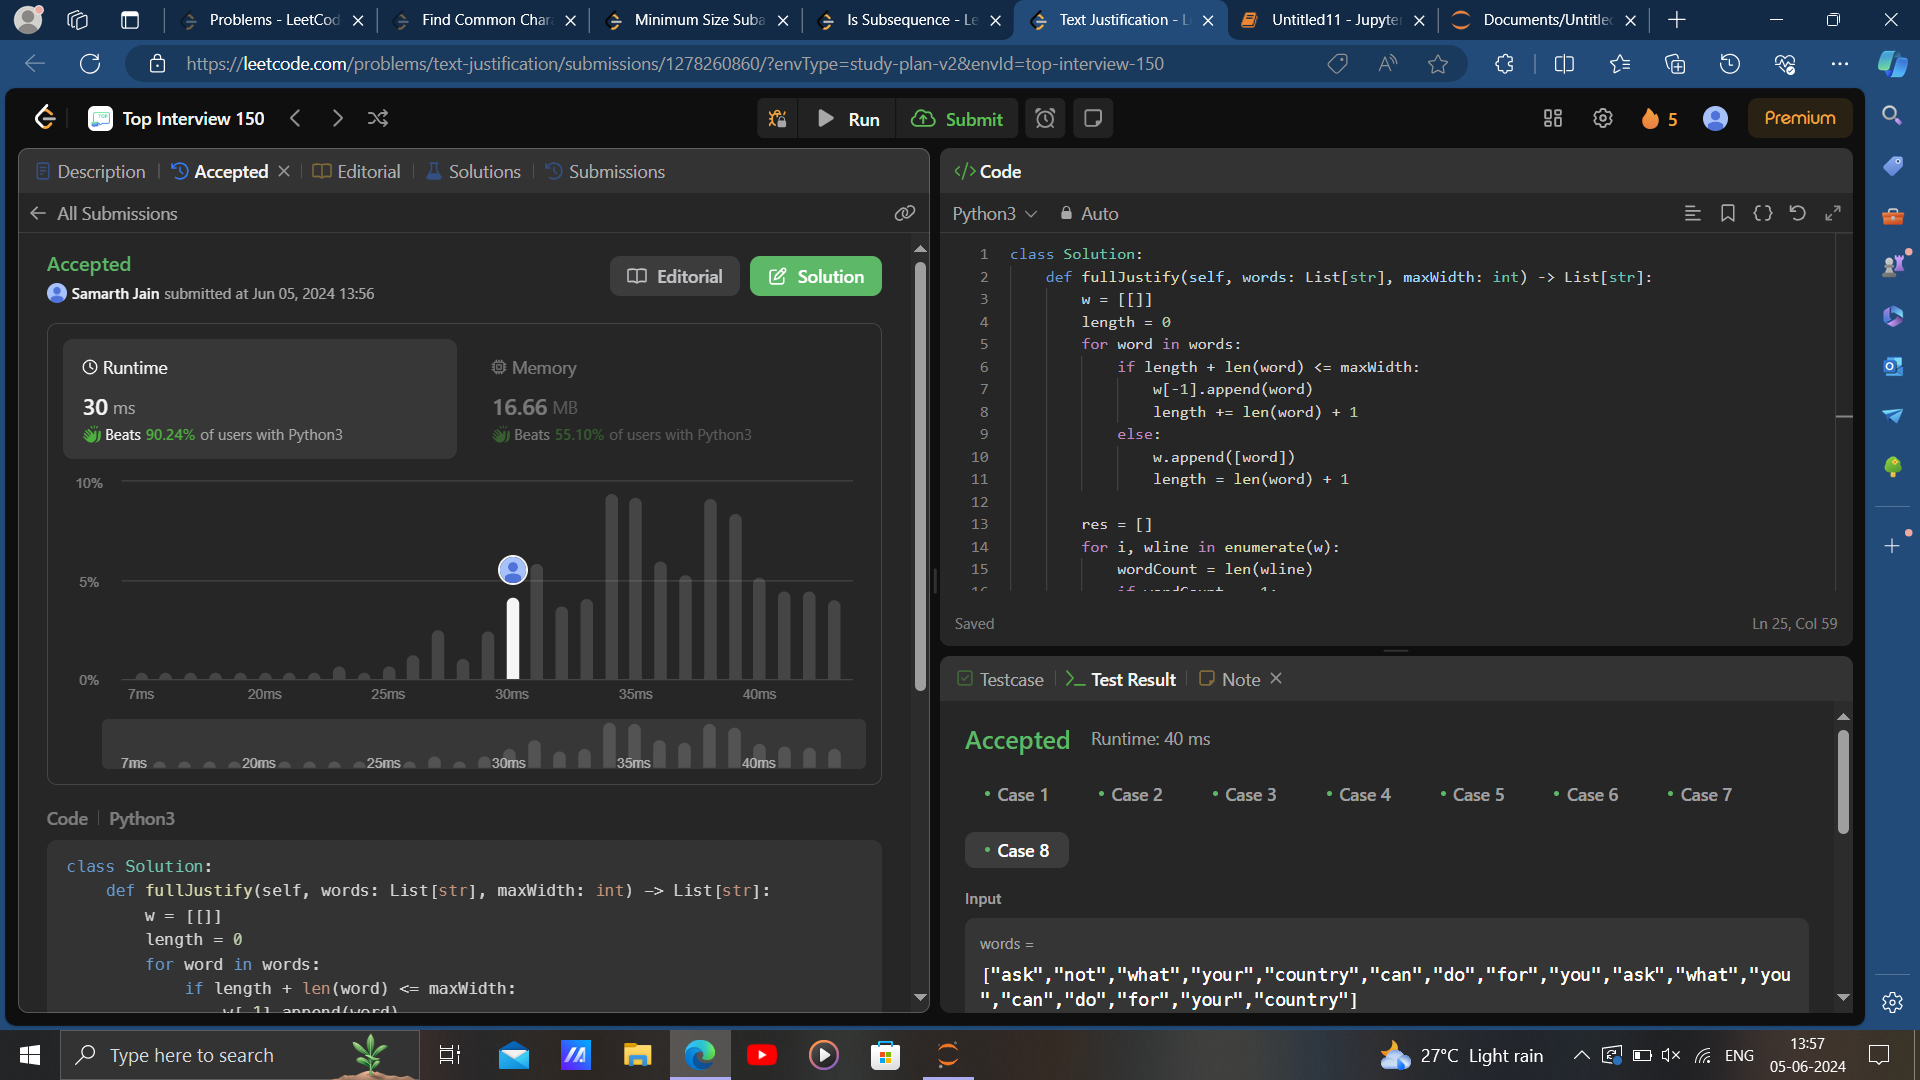 Problems - LeetCod
Find Common Char
Minimum Size Suba
Is Subsequence - Le
Text Justification - L
Untitled11 - Jupyte
Documents/Untitle
https://leetcode.com/problems/text-justification/submissions/1278260860/?envType=study-plan-v2&envId=top-interview-150
Top Interview 150
Run
Submit
5
Premium
Description
Accepted
Editorial
Solutions
Submissions
All Submissions
Accepted
Samarth Jain submitted at Jun 05, 2024 13:56
Editorial
Solution
Runtime
30 ms
Beats 90.24% of users with Python3
Memory
16.66 MB
Beats 55.10% of users with Python3
10%
5%
0%
7ms 20ms 25ms 30ms 35ms 40ms
7ms 20ms 25ms 30ms 35ms 40ms
Code | Python3
class Solution:
def fullJustify(self, words: List[str], maxWidth: int) -> List[str]:
w = [[]]
length = 0
for word in words:
if length + len(word) <= maxWidth:
w[-1].append(word)
</> Code
Python3
Auto
1 class Solution:
2 def fullJustify(self, words: List[str], maxWidth: int) -> List[str]:
3 w = [[]]
4 length = 0
5 for word in words:
6 if length + len(word) <= maxWidth:
7 w[-1].append(word)
8 length += len(word) + 1
9 else:
10 w.append([word])
11 length = len(word) + 1
12
13 res = []
14 for i, wline in enumerate(w):
15 wordCount = len(wline)
Saved
Ln 25, Col 59
Testcase
Test Result
Note
Accepted Runtime: 40 ms
Case 1
Case 2
Case 3
Case 4
Case 5
Case 6
Case 7
Case 8
Input
words =
["ask","not","what","your","country","can","do","for","you","ask","what","you
","can","do","for","your","country"]
Type here to search
27°C Light rain
ENG
13:57
05-06-2024